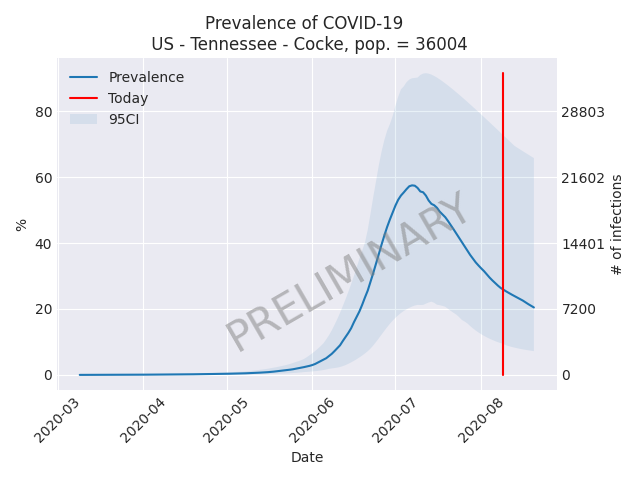 Prevalence of COVID-19
US - Tennessee - Cocke, pop. = 36004
Prevalence
Today
95CI
80
60
40
20
0
%
28803
21602
14401
7200
0
# of infections
PRELIMINARY
2020-03
2020-04
2020-05
2020-06
2020-07
2020-08
Date